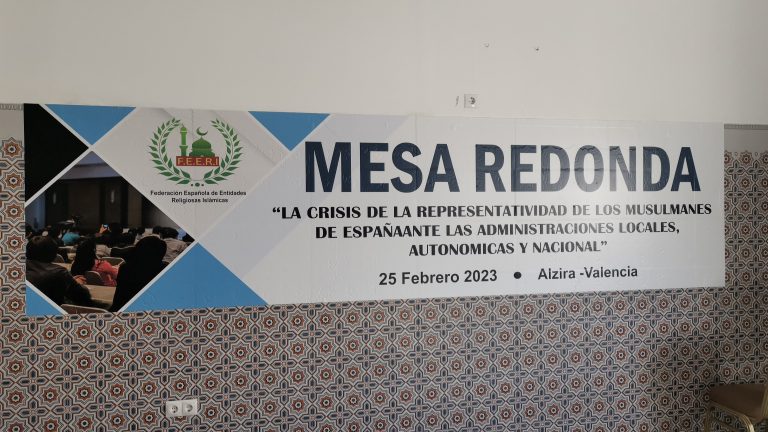 F.E.E.R.I
Federación Española de Entidades
Religiosas Islámicas
MESA REDONDA
“LA CRISIS DE LA REPRESENTATIVIDAD DE LOS MUSULMANES
DE ESPAÑAANTE LAS ADMINISTRACIONES LOCALES,
AUTONOMICAS Y NACIONAL”
25 Febrero 2023 ● Alzira -Valencia